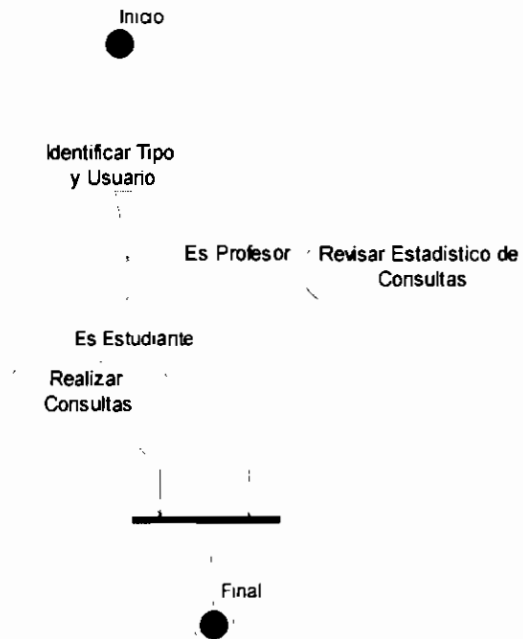 Inicio
Identificar Tipo
y Usuario
Es Profesor
Revisar Estadistico de
Consultas
Es Estudiante
Realizar
Consultas
Final